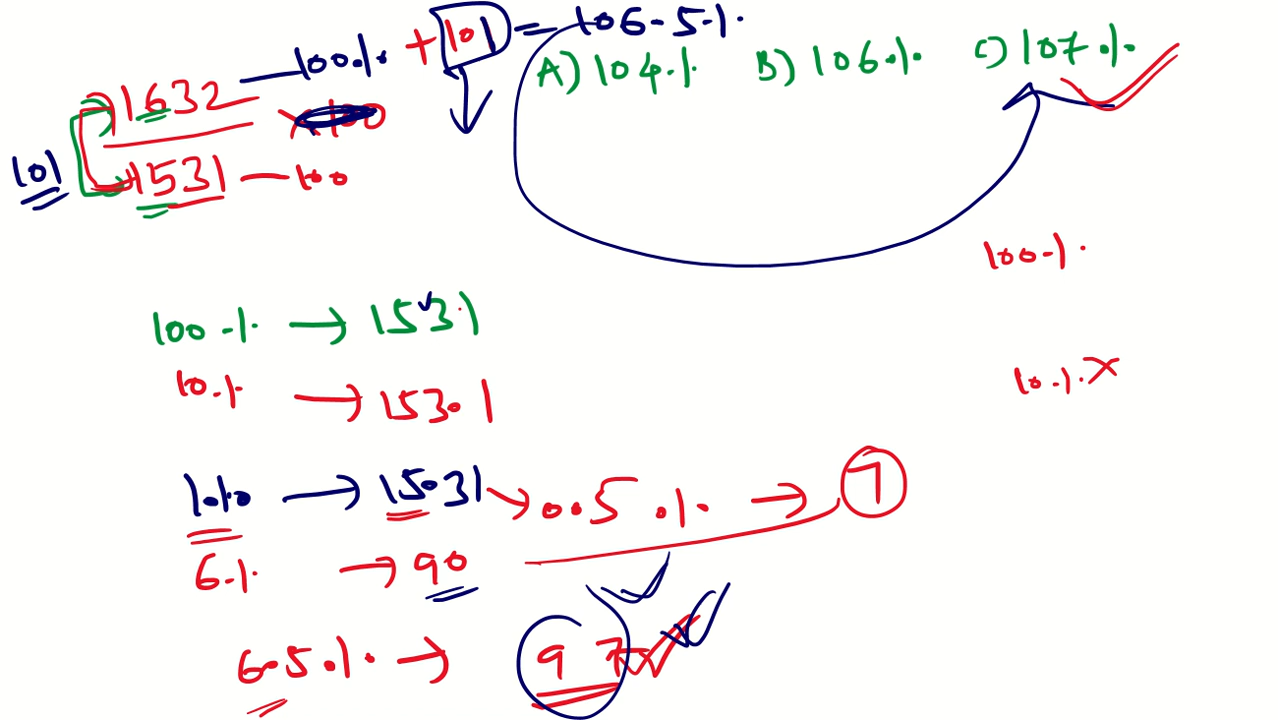 100% + 101 = 106.5%
A) 104% B) 106% C) 107%
1632
101
1531 — 100
100%
100% → 1531
10% → 153.1
10% ×
1% → 15.31 → 0.5% → 7
6% → 90
6.5% → 97